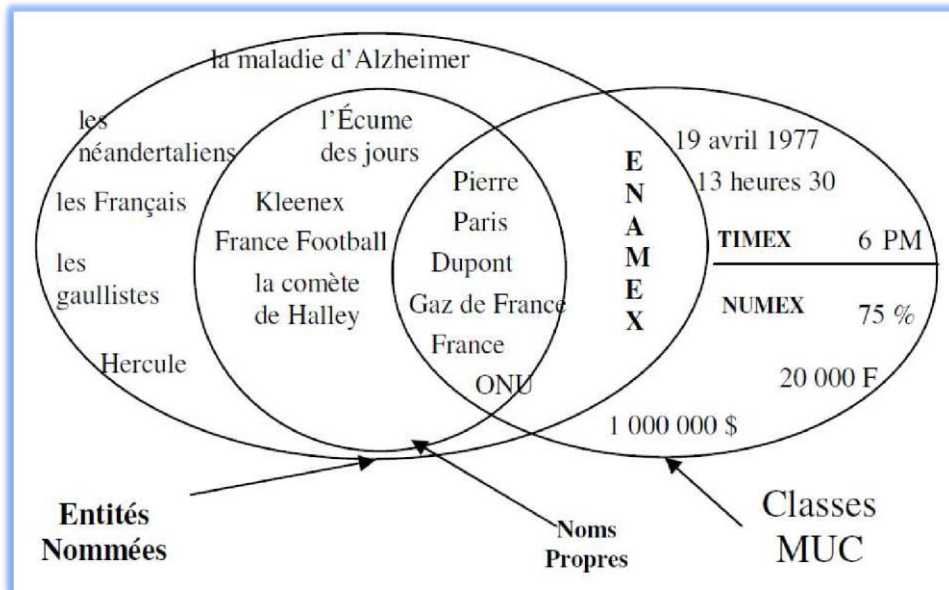 la maladie d'Alzheimer
les
néandertaliens
les Français
les
gaullistes
Hercule
l'Écume
des jours
Kleenex
France Football
la comète
de Halley
Pierre
Paris
Dupont
Gaz de France
France
ONU
E
N
A
M
E
X
19 avril 1977
13 heures 30
TIMEX 6 PM
NUMEX
75 %
20 000 F
1 000 000 $
Entités
Nommées
Noms
Propres
Classes
MUC